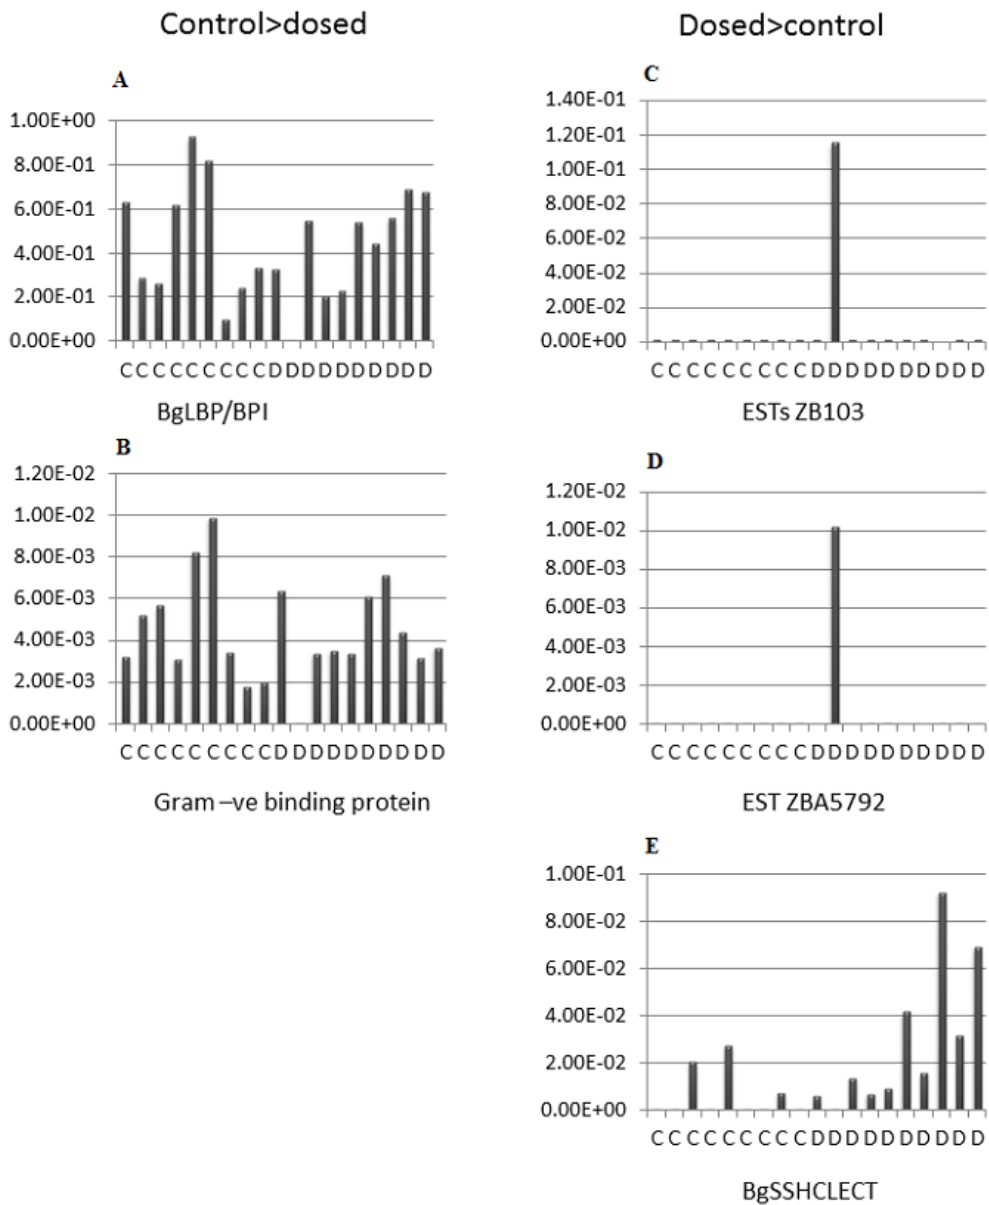 Control>dosed
A
1.00E+00
8.00E-01
6.00E-01
4.00E-01
2.00E-01
0.00E+00
C C C C C C C C C D D D D D D D D D D
BgLBP/BPI
B
1.20E-02
1.00E-02
8.00E-03
6.00E-03
4.00E-03
2.00E-03
0.00E+00
C C C C C C C C C D D D D D D D D D D
Gram –ve binding protein
Dosed>control
C
1.40E-01
1.20E-01
1.00E-01
8.00E-02
6.00E-02
4.00E-02
2.00E-02
0.00E+00
C C C C C C C C C D D D D D D D D D D
ESTs ZB103
D
1.20E-02
1.00E-02
8.00E-03
6.00E-03
4.00E-03
2.00E-03
0.00E+00
C C C C C C C C C D D D D D D D D D D
EST ZBA5792
E
1.00E-01
8.00E-02
6.00E-02
4.00E-02
2.00E-02
0.00E+00
C C C C C C C C C D D D D D D D D D D
BgSSHCLECT